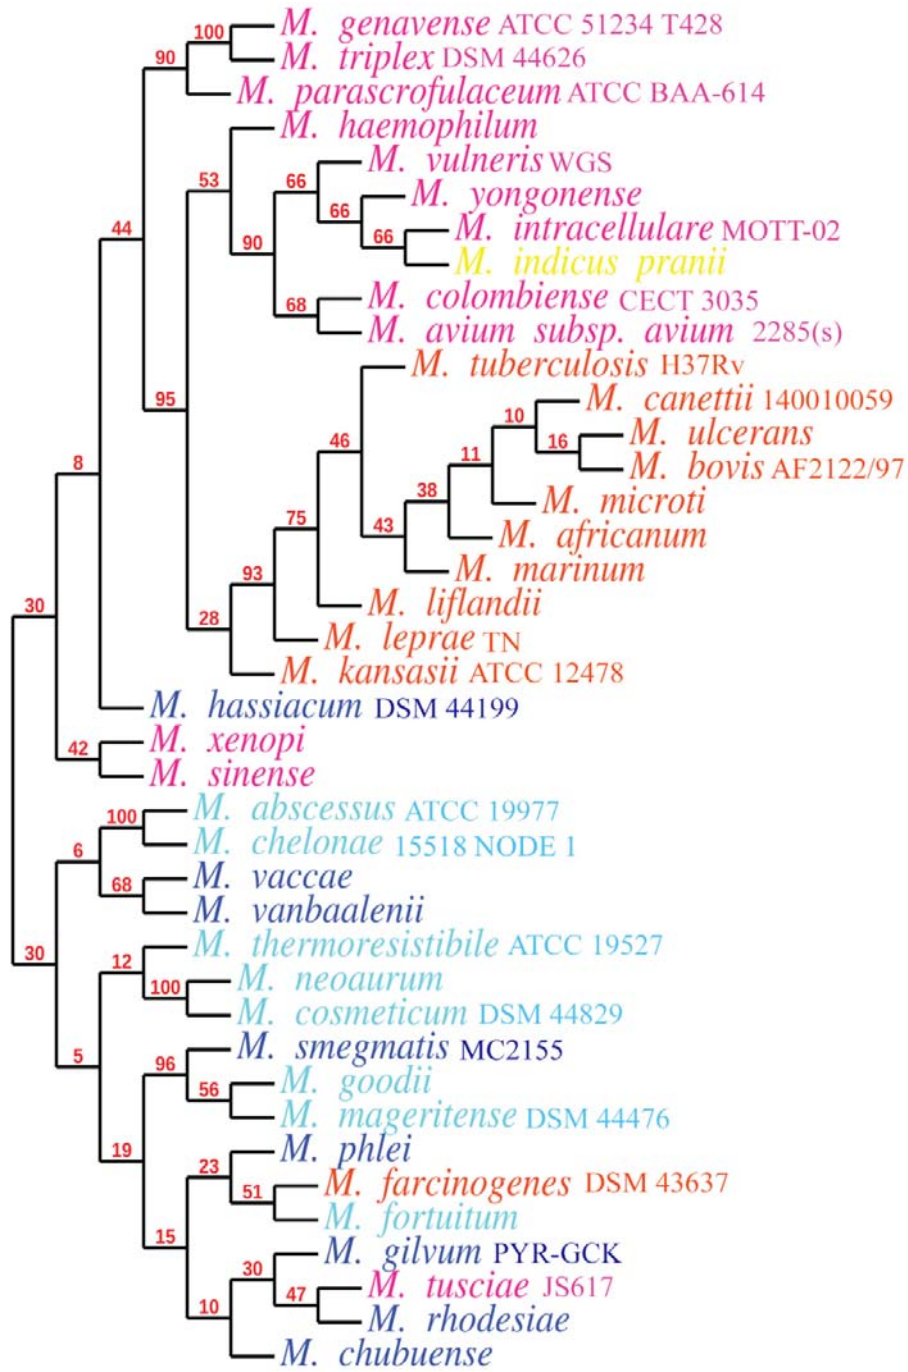 100 M. genavense ATCC 51234 T428
90 M. triplex DSM 44626
M. parascrofulaceum ATCC BAA-614
M. haemophilum
53 66 M. vulneris WGS
66 M. yongonense
44 90 66 M. intracellulare MOTT-02
M. indicus pranii
68 M. colombiense CECT 3035
M. avium subsp. avium 2285(s)
M. tuberculosis H37Rv
95 10 M. canettii 140010059
46 16 M. ulcerans
8 11 M. bovis AF2122/97
38 M. microti
75 43 M. africanum
93 M. marinum
30 28 M. liflandii
M. leprae TN
M. kansasii ATCC 12478
M. hassiacum DSM 44199
42 M. xenopi
M. sinense
100 M. abscessus ATCC 19977
6 M. chelonae 15518 NODE 1
68 M. vaccae
M. vanbaalenii
30 12 M. thermoresistibile ATCC 19527
100 M. neoaurum
M. cosmeticum DSM 44829
5 96 M. smegmatis MC2155
56 M. goodii
M. mageritense DSM 44476
19 23 M. phlei
51 M. farcinogenes DSM 43637
15 M. fortuitum
30 M. gilvum PYR-GCK
10 47 M. tusciae JS617
M. rhodesiae
M. chubuense